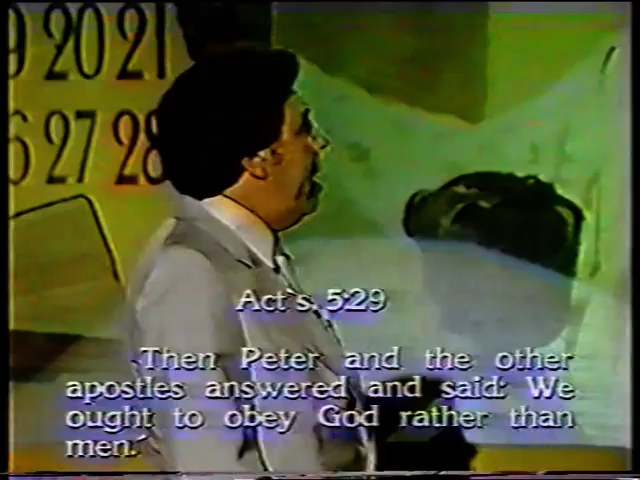 9 20 21
6 27 28
Act's. 5:29
Then Peter and the other
apostles answered and said: We
ought to obey God rather than
men.